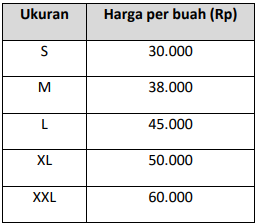 Ukuran Harga per buah (Rp)
S 30.000
M 38.000
L 45.000
XL 50.000
XXL 60.000